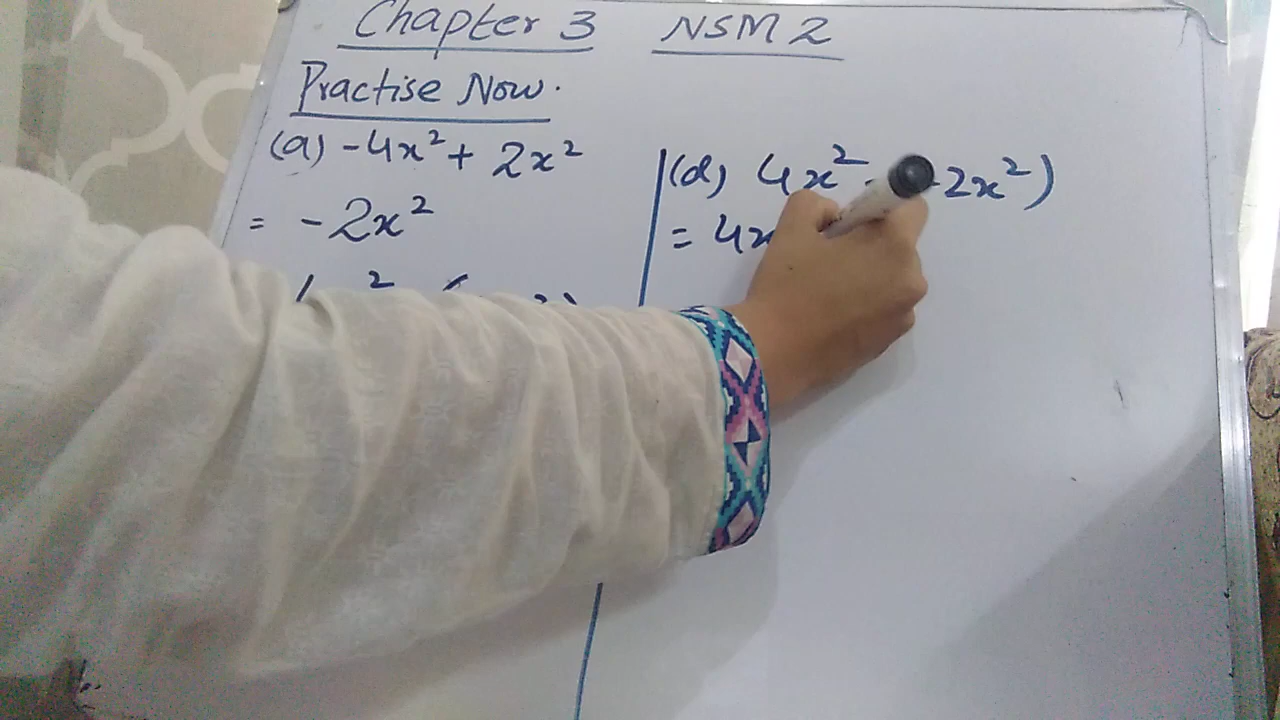 Chapter 3 NSM 2
Practise Now.
(a) -4x² + 2x²
= -2x²
(d) 4x² -2x²)
= 4x